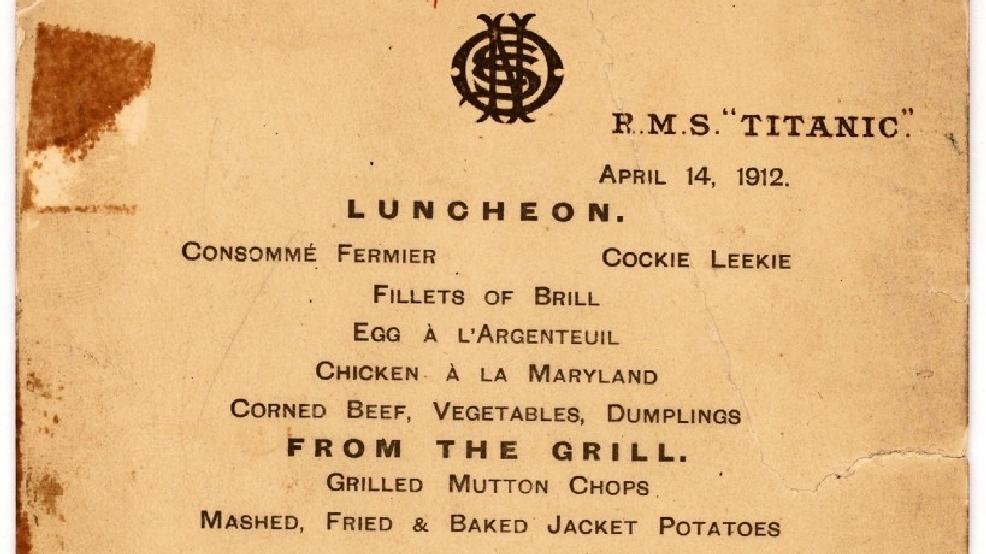 R.M.S. "TITANIC."
APRIL 14, 1912.
LUNCHEON.
CONSOMMÉ FERMIER COCKIE LEEKIE
FILLETS OF BRILL
EGG À L'ARGENTEUIL
CHICKEN À LA MARYLAND
CORNED BEEF, VEGETABLES, DUMPLINGS
FROM THE GRILL.
GRILLED MUTTON CHOPS
MASHED, FRIED & BAKED JACKET POTATOES